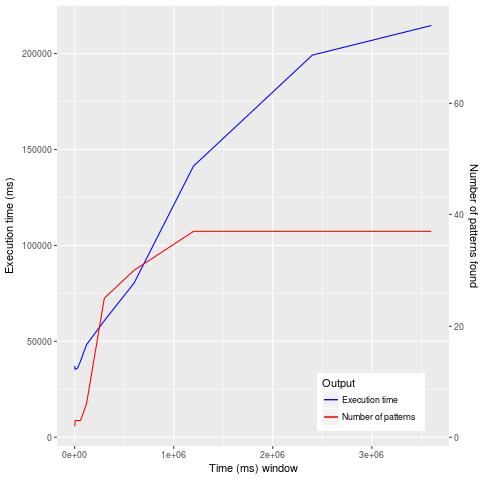 200000
150000
100000
50000
0
Execution time (ms)
60
40
20
0
Number of patterns found
Output
Execution time
Number of patterns
0e+00 1e+06 2e+06 3e+06
Time (ms) window